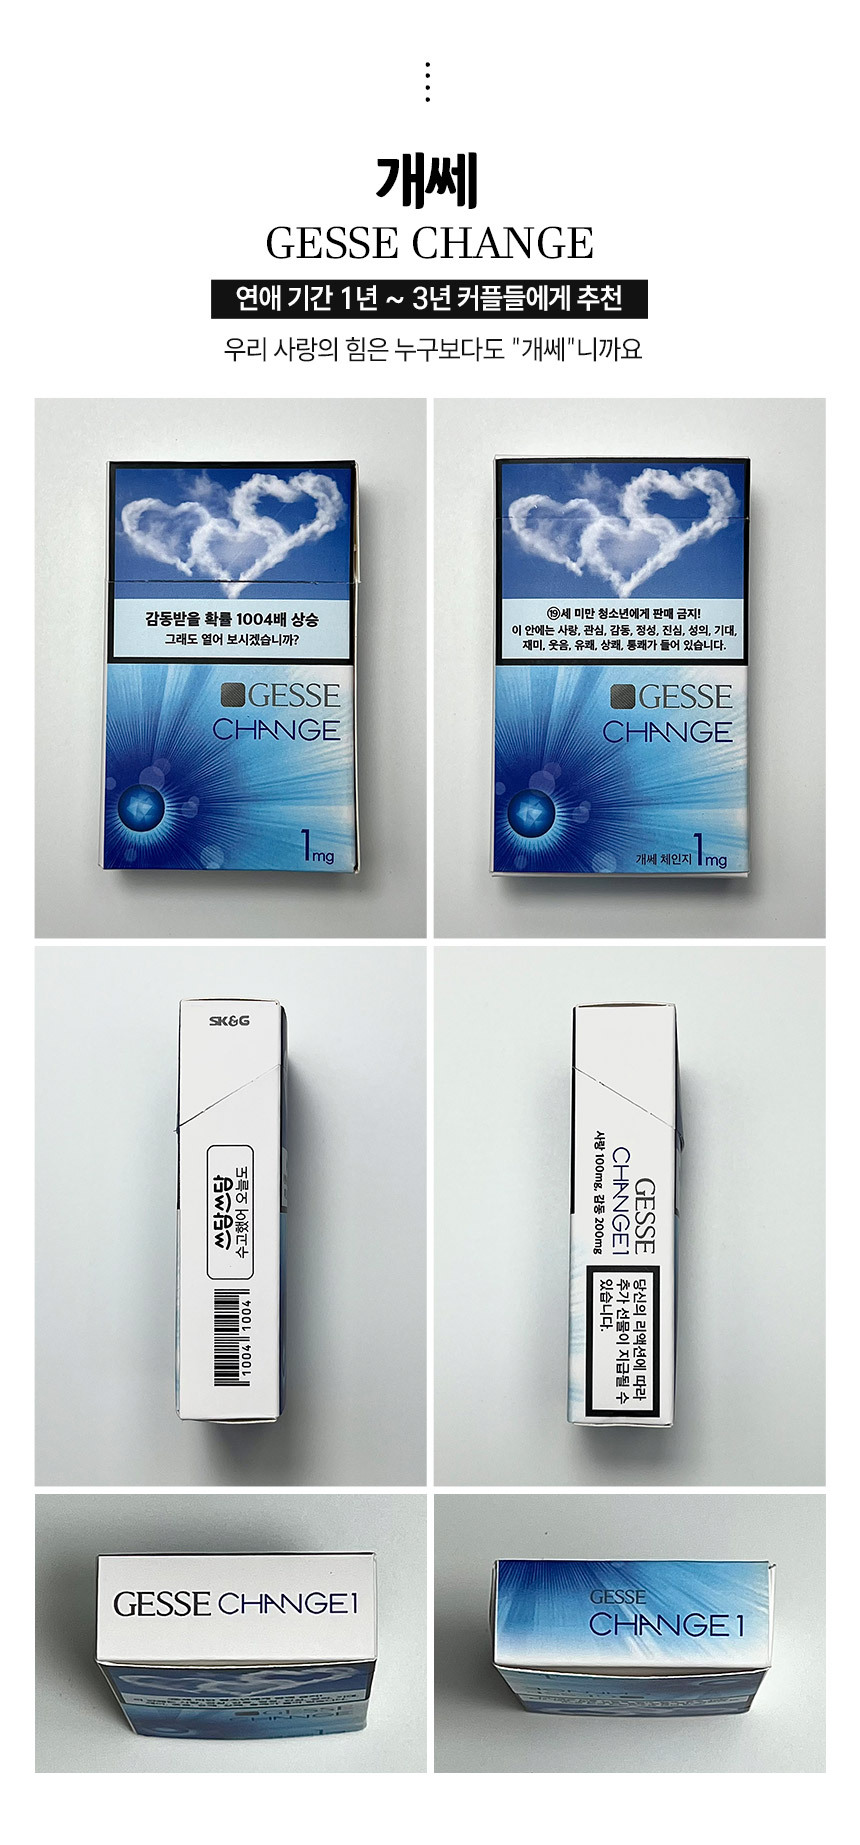 개쎄
GESSE CHANGE
연애 기간 1년 ~ 3년 커플들에게 추천
우리 사랑의 힘은 누구보다도 "개쎄"니까요
감동받을 확률 1004배 상승
그래도 열어 보시겠습니까?
GESSE
CHANGE
1mg
⑲세 미만 청소년에게 판매 금지!
이 안에는 사랑, 관심, 감동, 정성, 진심, 성의, 기대,
재미, 웃음, 유쾌, 상쾌, 통쾌가 들어 있습니다.
GESSE
CHANGE
개쎄 체인지 1mg
SK&G
쓰담쓰담
수고했어 오늘도
1004 1004
GESSE
CHANGE1
사랑 100mg, 감동 200mg
당신의 리액션에 따라
추가 선물이 지급될 수
있습니다.
GESSE CHANGE1
GESSE
CHANGE
1mg
GESSE
CHANGE1